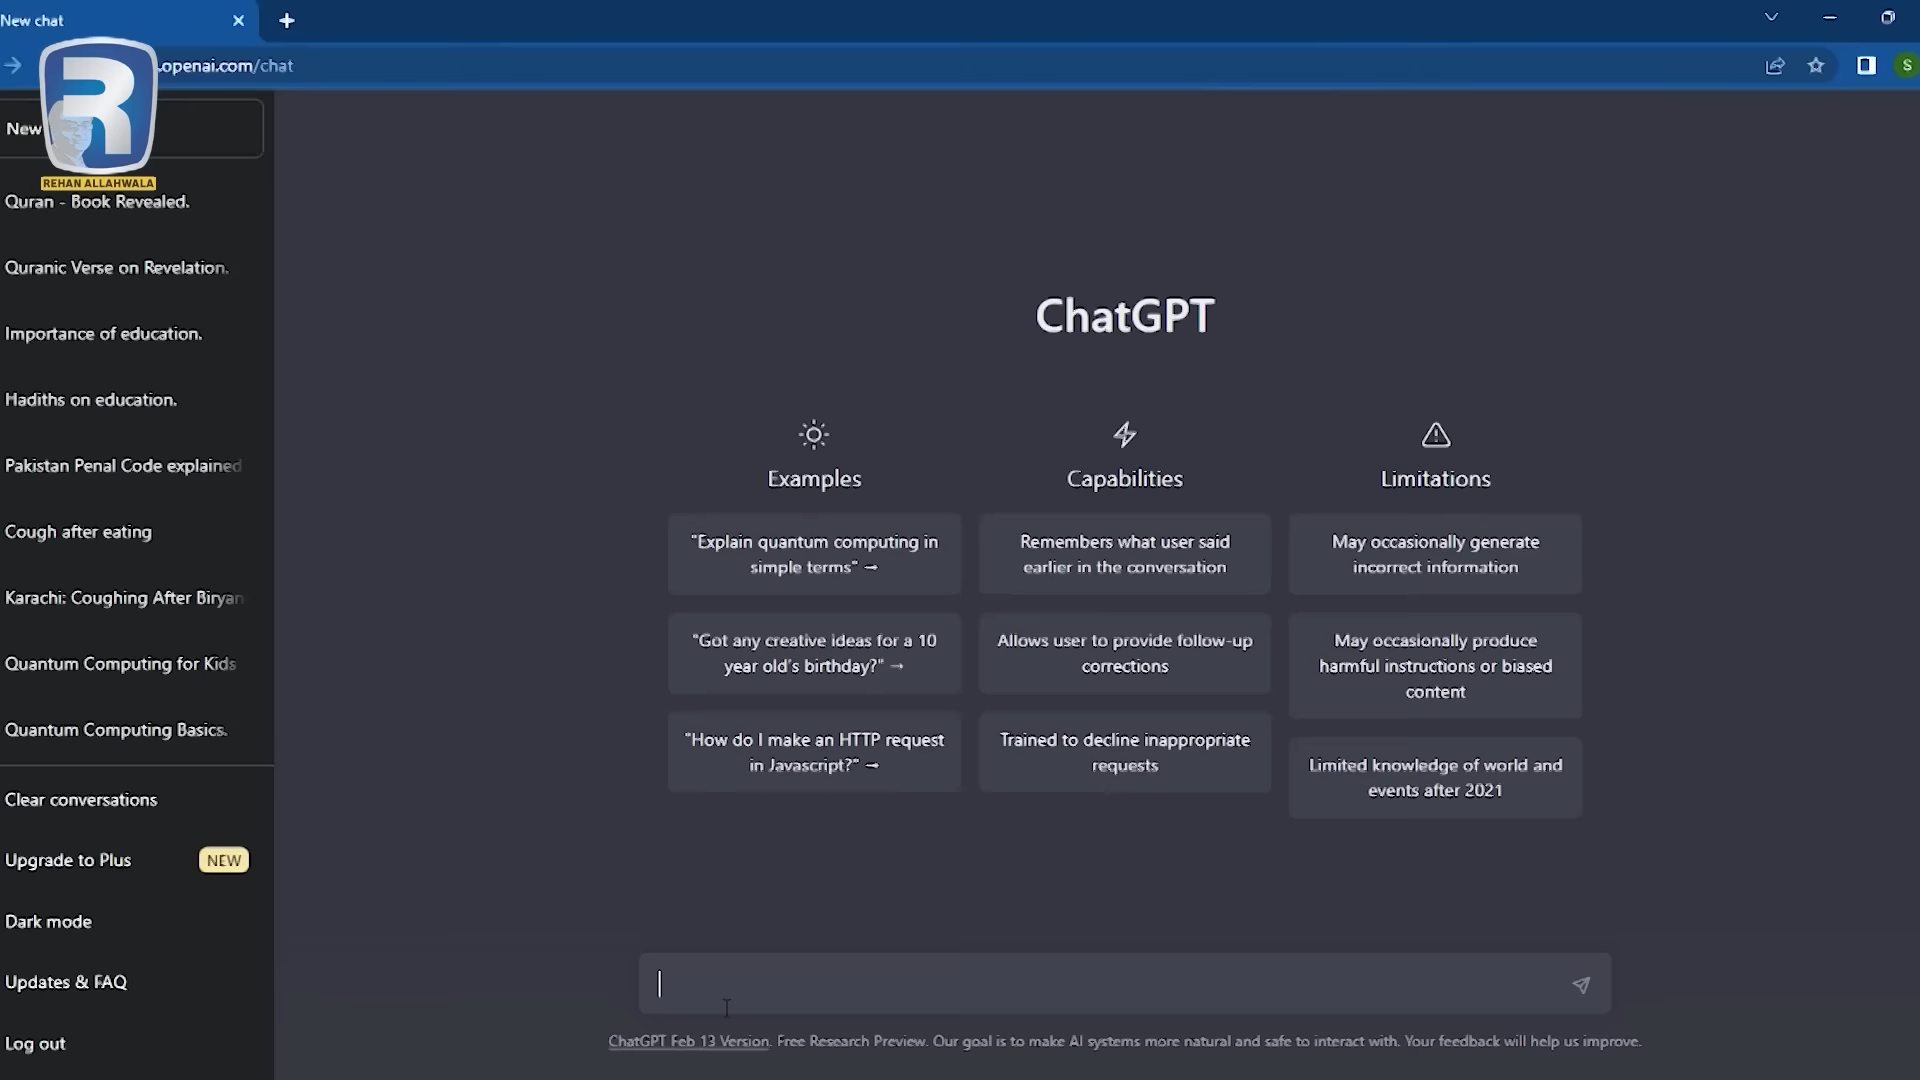 New chat
.openai.com/chat
REHAN ALLAHWALA
New
Quran - Book Revealed.
Quranic Verse on Revelation.
Importance of education.
Hadiths on education.
Pakistan Penal Code explained
Cough after eating
Karachi: Coughing After Biryan
Quantum Computing for Kids
Quantum Computing Basics.
Clear conversations
Upgrade to Plus NEW
Dark mode
Updates & FAQ
Log out
ChatGPT
Examples
"Explain quantum computing in
simple terms" →
"Got any creative ideas for a 10
year old's birthday?" →
"How do I make an HTTP request
in Javascript?" →
Capabilities
Remembers what user said
earlier in the conversation
Allows user to provide follow-up
corrections
Trained to decline inappropriate
requests
Limitations
May occasionally generate
incorrect information
May occasionally produce
harmful instructions or biased
content
Limited knowledge of world and
events after 2021
ChatGPT Feb 13 Version. Free Research Preview. Our goal is to make AI systems more natural and safe to interact with. Your feedback will help us improve.
S
R